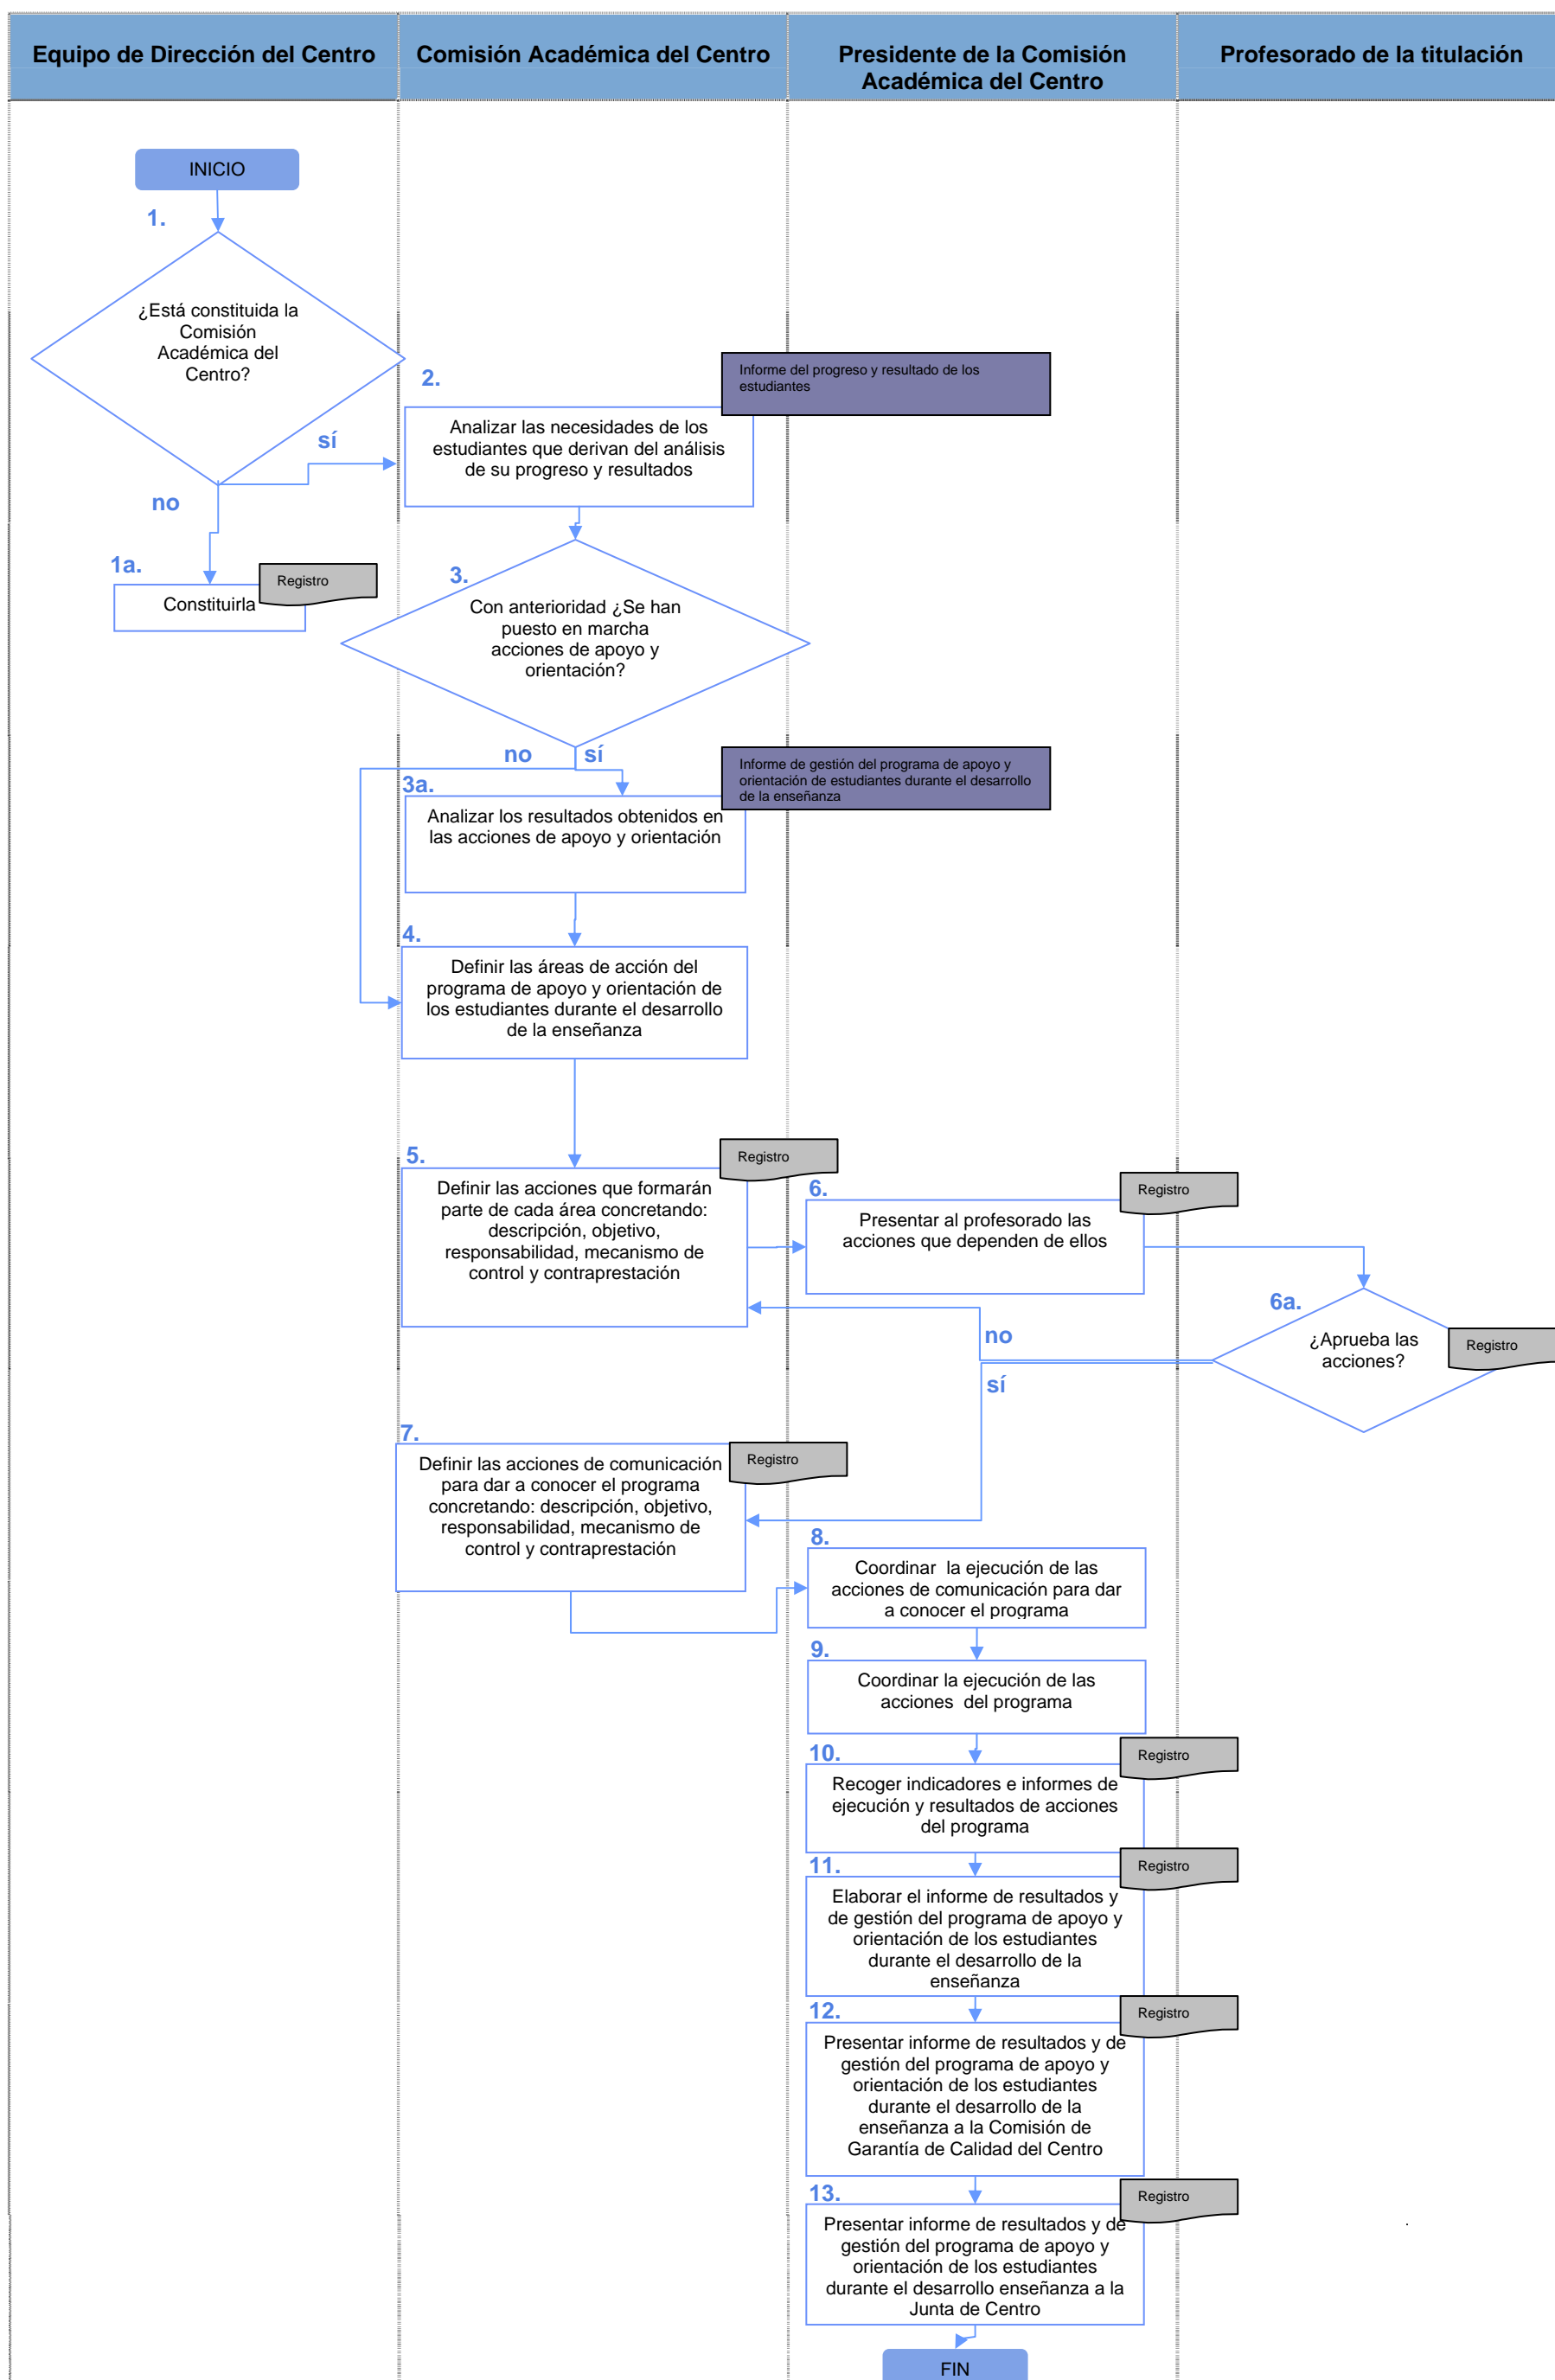 Equipo de Dirección del Centro
Comisión Académica del Centro
Presidente de la Comisión
Académica del Centro
Profesorado de la titulación
INICIO
1.
¿Está constituida la
Comisión
Académica del
Centro?
sí
no
1a.
Constituirla
Registro
2.
Informe del progreso y resultado de los
estudiantes
Analizar las necesidades de los
estudiantes que derivan del análisis
de su progreso y resultados
3.
Con anterioridad ¿Se han
puesto en marcha
acciones de apoyo y
orientación?
no
sí
3a.
Informe de gestión del programa de apoyo y
orientación de estudiantes durante el desarrollo
de la enseñanza
Analizar los resultados obtenidos en
las acciones de apoyo y orientación
4.
Definir las áreas de acción del
programa de apoyo y orientación de
los estudiantes durante el desarrollo
de la enseñanza
5.
Registro
Definir las acciones que formarán
parte de cada área concretando:
descripción, objetivo,
responsabilidad, mecanismo de
control y contraprestación
6.
Registro
Presentar al profesorado las
acciones que dependen de ellos
6a.
¿Aprueba las
acciones?
Registro
no
sí
7.
Registro
Definir las acciones de comunicación
para dar a conocer el programa
concretando: descripción, objetivo,
responsabilidad, mecanismo de
control y contraprestación
8.
Coordinar la ejecución de las
acciones de comunicación para dar
a conocer el programa
9.
Coordinar la ejecución de las
acciones del programa
10.
Registro
Recoger indicadores e informes de
ejecución y resultados de acciones
del programa
11.
Registro
Elaborar el informe de resultados y
de gestión del programa de apoyo y
orientación de los estudiantes
durante el desarrollo de la
enseñanza
12.
Registro
Presentar informe de resultados y de
gestión del programa de apoyo y
orientación de los estudiantes
durante el desarrollo de la
enseñanza a la Comisión de
Garantía de Calidad del Centro
13.
Registro
Presentar informe de resultados y de
gestión del programa de apoyo y
orientación de los estudiantes
durante el desarrollo enseñanza a la
Junta de Centro
.
FIN